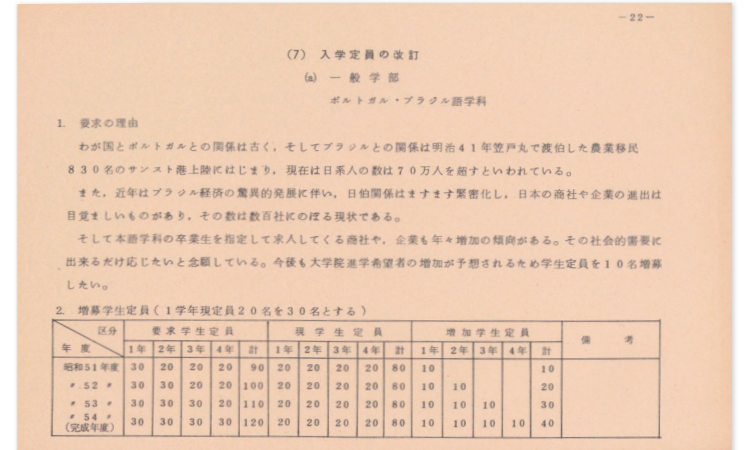 －22－
(7) 入学定員の改訂
(a) 一般学部
ポルトガル・ブラジル語学科
1. 要求の理由
わが国とポルトガルとの関係は古く，そしてブラジルとの関係は明治41年笠戸丸で渡伯した農業移民
830名のサンスト港上陸にはじまり，現在は日系人の数は70万人を超すといわれている。
また，近年はブラジル経済の驚異的発展に伴い，日伯関係はますます緊密化し，日本の商社や企業の進出は
目覚ましいものがあり，その数は数百社にのぼる現状である。
そして本語学科の卒業生を指定して求人してくる商社や，企業も年々増加の傾向がある。その社会的需要に
出来るだけ応じたいと念願している。今後も大学院進学希望者の増加が予想されるため学生定員を10名増募
したい。
2. 増募学生定員（1学年現定員20名を30名とする）
区分 要求学生定員 現学生定員 増加学生定員 備考
年度 1年 2年 3年 4年 計 1年 2年 3年 4年 計 1年 2年 3年 4年 計
昭和51年度 30 20 20 20 90 20 20 20 20 80 10 10
〃 52 〃 30 30 20 20 100 20 20 20 20 80 10 10 20
〃 53 〃 30 30 30 20 110 20 20 20 20 80 10 10 10 30
〃 54 〃
(完成年度) 30 30 30 30 120 20 20 20 20 80 10 10 10 10 40